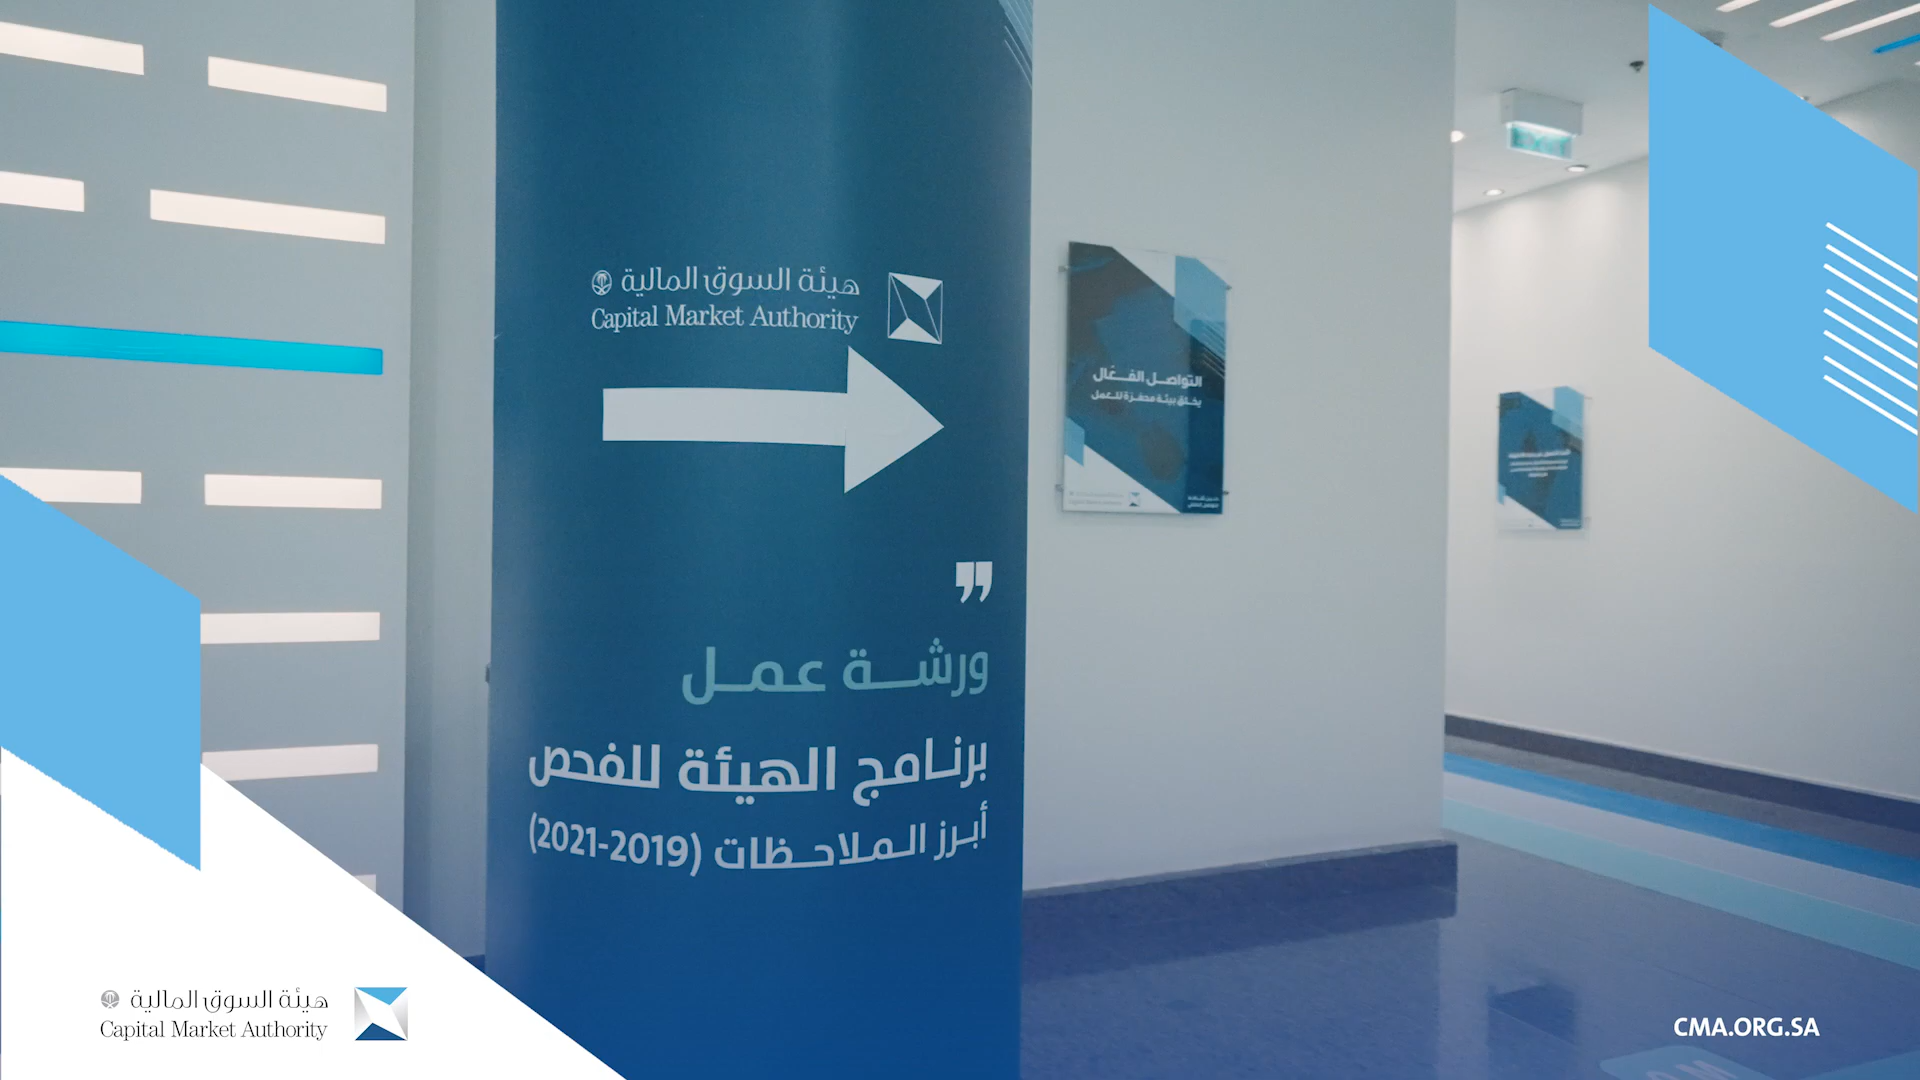 هيئة السوق المالية
Capital Market Authority
”
ورشة عمل
برنامج الهيئة للفحص
أبرز الملاحظات (2019-2021)
التواصل الفعّال
يخلق بيئة محفزة للعمل
هيئة السوق المالية
Capital Market Authority
CMA.ORG.SA